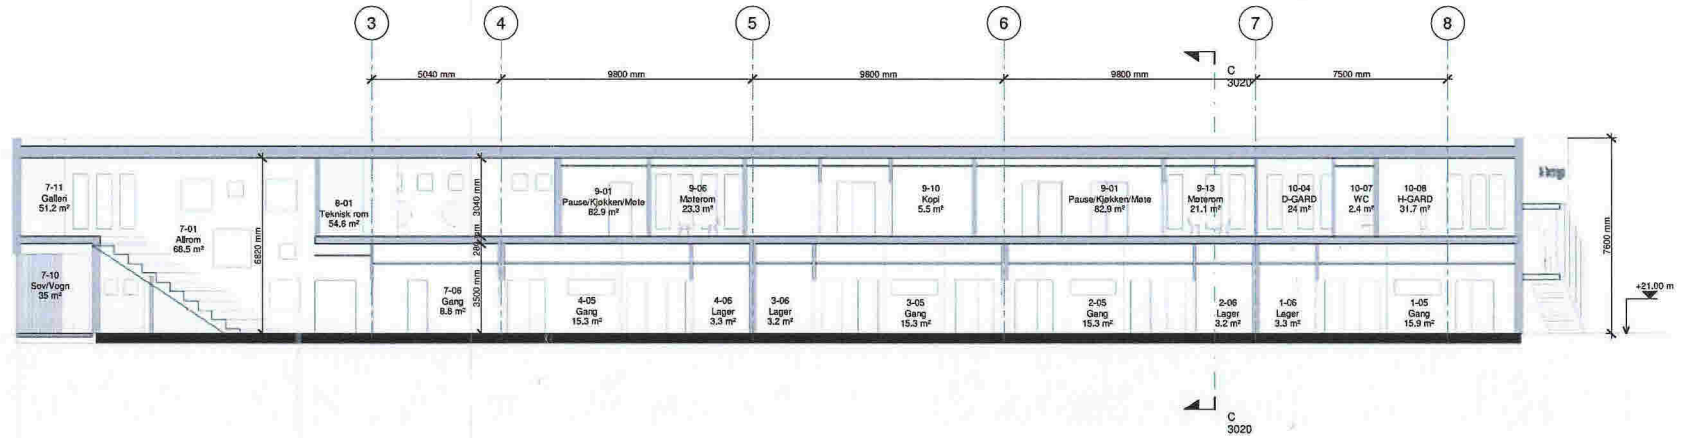 3
4
5
6
7
8
5040 mm
9800 mm
9800 mm
9800 mm
7500 mm
C
3020
7-11
Galleri
51.2 m²
7-01
Allrom
68.5 m²
8-01
Teknisk rom
54.6 m²
9-01
Pause/Kjøkken/Møte
82.9 m²
9-06
Møterom
23.3 m²
9-10
Kopi
5.5 m²
9-01
Pause/Kjøkken/Møte
82.9 m²
9-13
Møterom
21.1 m²
10-04
D-GARD
24 m²
10-07
WC
2.4 m²
10-08
H-GARD
31.7 m²
6820 mm
3040 mm
280 mm
3500 mm
7600 mm
+21.00 m
7-10
Sov/Vogn
35 m²
7-06
Gang
8.8 m²
4-05
Gang
15.3 m²
4-06
Lager
3.3 m²
3-06
Lager
3.2 m²
3-05
Gang
15.3 m²
2-05
Gang
15.3 m²
2-06
Lager
3.2 m²
1-06
Lager
3.3 m²
1-05
Gang
15.9 m²
C
3020